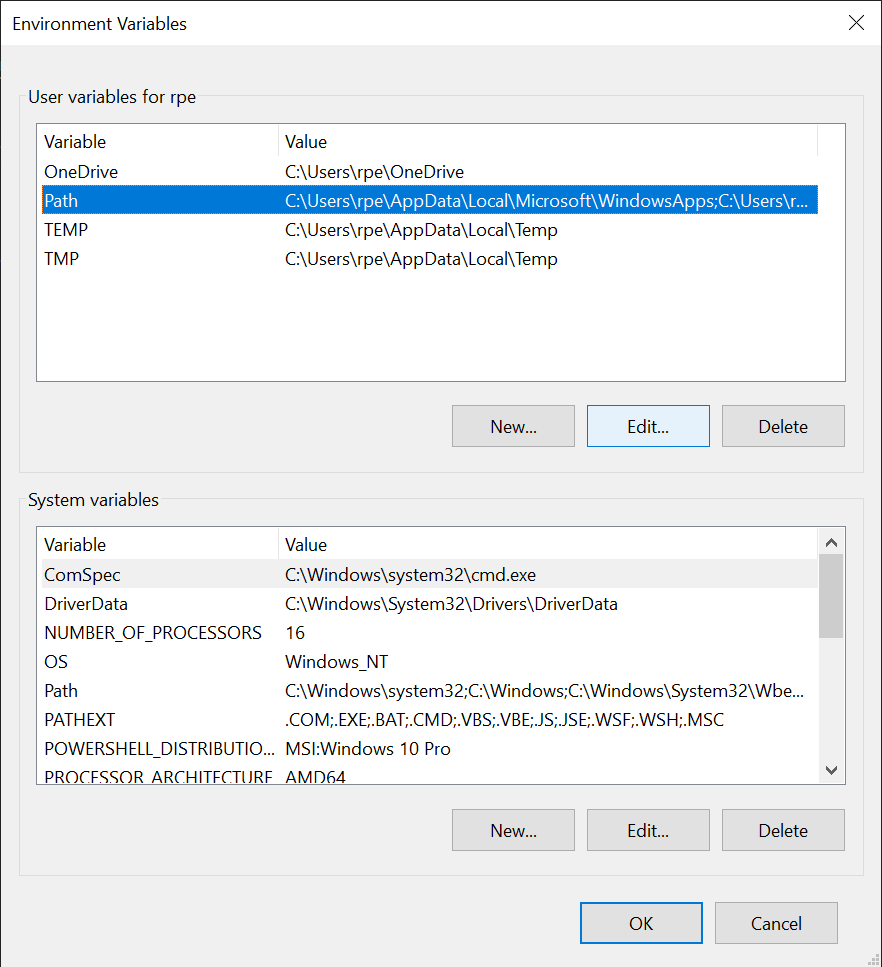 Environment Variables
User variables for rpe
Variable Value
OneDrive C:\Users\rpe\OneDrive
Path C:\Users\rpe\AppData\Local\Microsoft\WindowsApps;C:\Users\r...
TEMP C:\Users\rpe\AppData\Local\Temp
TMP C:\Users\rpe\AppData\Local\Temp
New... Edit... Delete
System variables
Variable Value
ComSpec C:\Windows\system32\cmd.exe
DriverData C:\Windows\System32\Drivers\DriverData
NUMBER_OF_PROCESSORS 16
OS Windows_NT
Path C:\Windows\system32;C:\Windows;C:\Windows\System32\Wbe...
PATHEXT .COM;.EXE;.BAT;.CMD;.VBS;.VBE;.JS;.JSE;.WSF;.WSH;.MSC
POWERSHELL_DISTRIBUTIO... MSI:Windows 10 Pro
PROCESSOR_ARCHITECTURE AMD64
New... Edit... Delete
OK Cancel